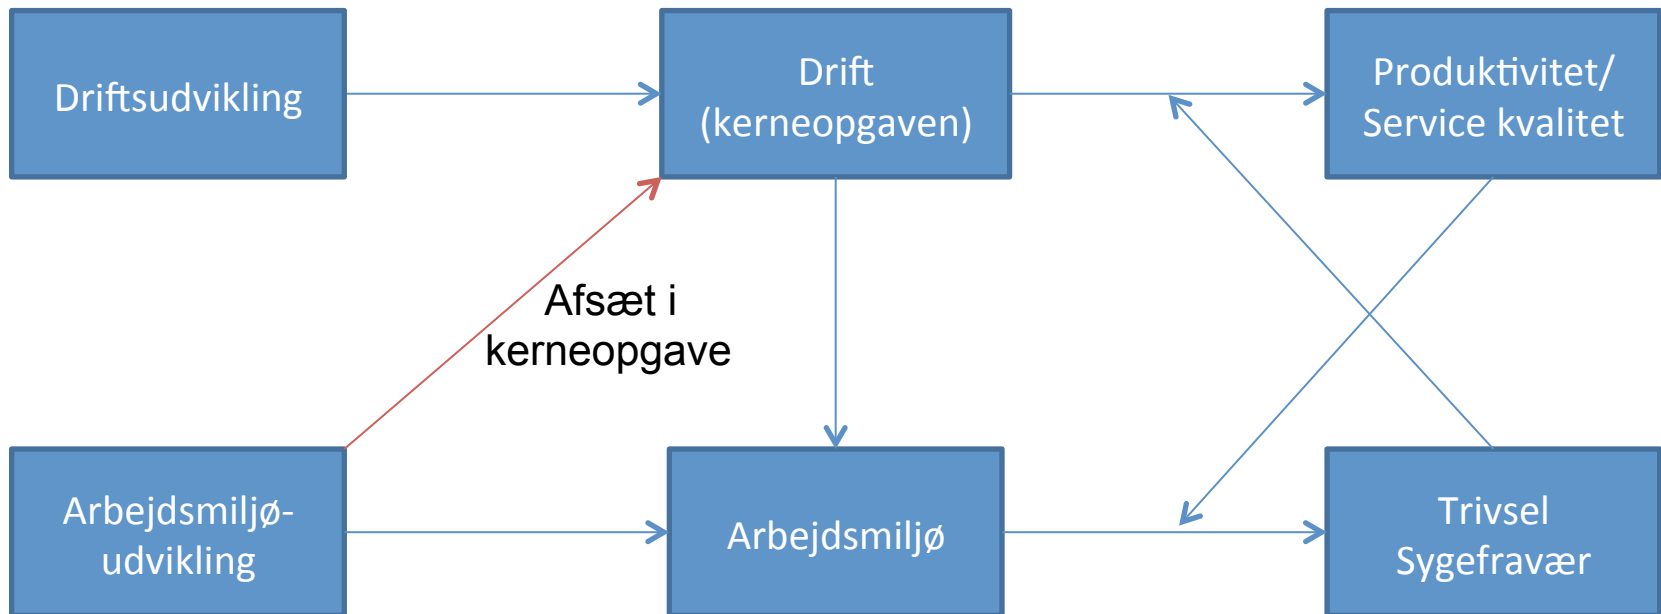 Driftsudvikling
Drift
(kerneopgaven)
Produktivitet/
Service kvalitet
Afsæt i
kerneopgave
Arbejdsmiljø-
udvikling
Arbejdsmiljø
Trivsel
Sygefravær